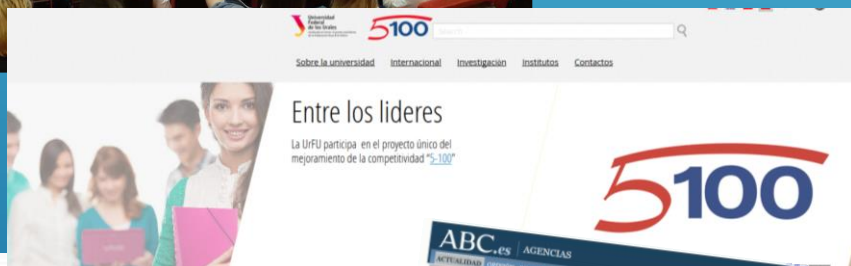 Universidad
Federal
de los Urales
5100
Sobre la universidad Internacional Investigación Institutos Contactos
Entre los lideres
La UrFU participa en el proyecto único del
mejoramiento de la competitividad "5-100"
5100
ABC.es AGENCIAS
ACTUALIDAD